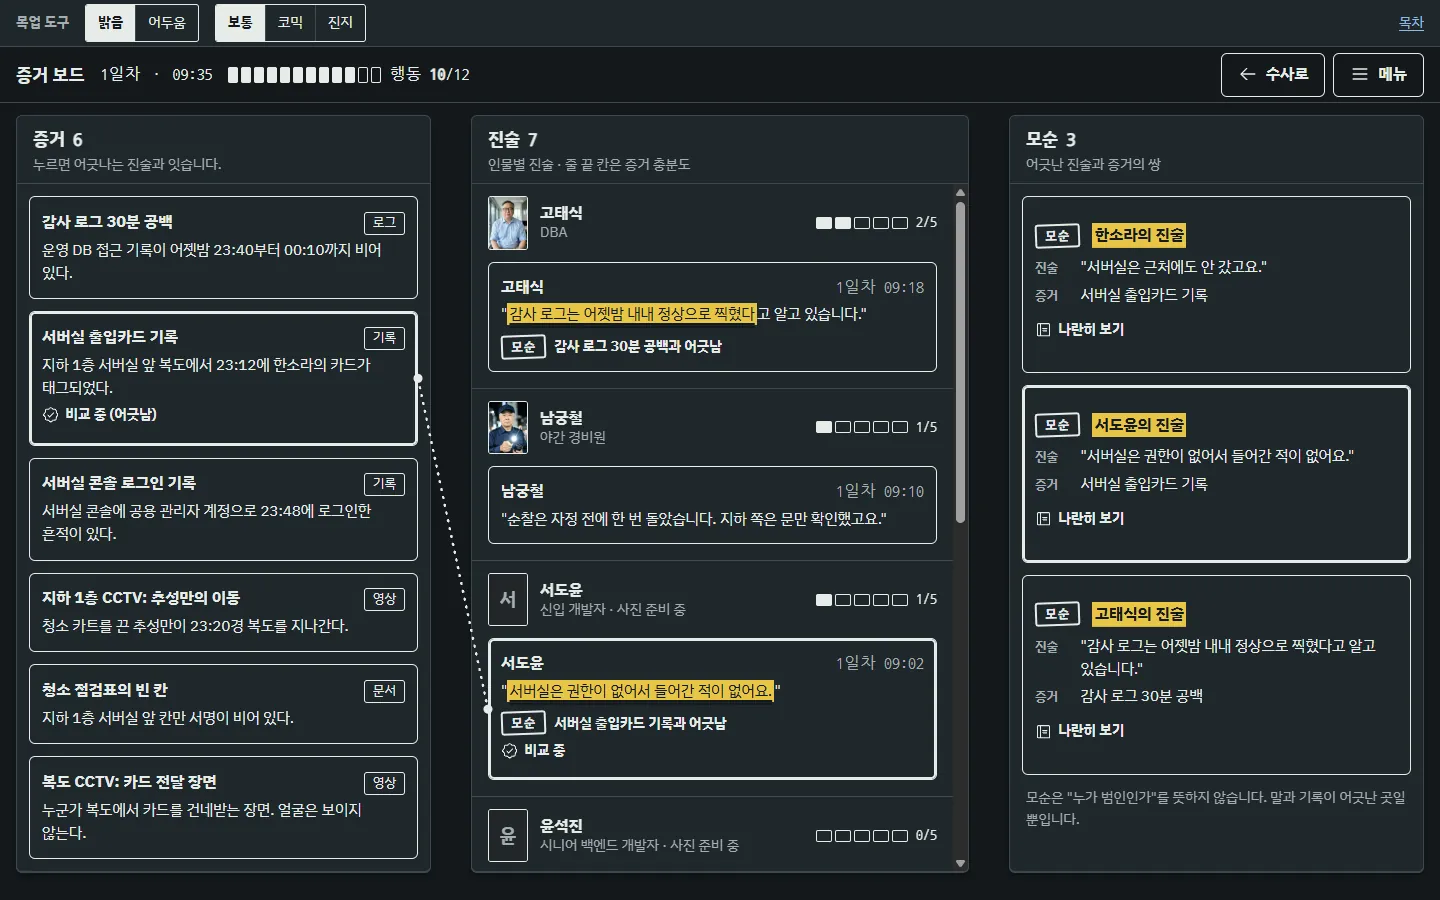 목업 도구 밝음 어두움 보통 코믹 진지 목차
증거 보드 1일차 · 09:35 행동 10/12 수사로 메뉴
증거 6
누르면 어긋나는 진술과 잇습니다.
감사 로그 30분 공백 로그
운영 DB 접근 기록이 어젯밤 23:40부터 00:10까지 비어
있다.
서버실 출입카드 기록 기록
지하 1층 서버실 앞 복도에서 23:12에 한소라의 카드가
태그되었다.
비교 중 (어긋남)
서버실 콘솔 로그인 기록 기록
서버실 콘솔에 공용 관리자 계정으로 23:48에 로그인한
흔적이 있다.
지하 1층 CCTV: 추성만의 이동 영상
청소 카트를 끈 추성만이 23:20경 복도를 지나간다.
청소 점검표의 빈 칸 문서
지하 1층 서버실 앞 칸만 서명이 비어 있다.
복도 CCTV: 카드 전달 장면 영상
누군가 복도에서 카드를 건네받는 장면. 얼굴은 보이지
않는다.
진술 7
인물별 진술 · 줄 끝 칸은 증거 충분도
고태식
DBA
2/5
고태식 1일차 09:18
"감사 로그는 어젯밤 내내 정상으로 찍혔다고 알고 있습니다."
모순 감사 로그 30분 공백과 어긋남
남궁철
야간 경비원
1/5
남궁철 1일차 09:10
"순찰은 자정 전에 한 번 돌았습니다. 지하 쪽은 문만 확인했고요."
서 서도윤
신입 개발자 · 사진 준비 중
1/5
서도윤 1일차 09:02
"서버실은 권한이 없어서 들어간 적이 없어요."
모순 서버실 출입카드 기록과 어긋남
비교 중
윤 윤석진
시니어 백엔드 개발자 · 사진 준비 중
0/5
모순 3
어긋난 진술과 증거의 쌍
모순 한소라의 진술
진술 "서버실은 근처에도 안 갔고요."
증거 서버실 출입카드 기록
나란히 보기
모순 서도윤의 진술
진술 "서버실은 권한이 없어서 들어간 적이 없어요."
증거 서버실 출입카드 기록
나란히 보기
모순 고태식의 진술
진술 "감사 로그는 어젯밤 내내 정상으로 찍혔다고 알고
있습니다."
증거 감사 로그 30분 공백
나란히 보기
모순은 "누가 범인인가"를 뜻하지 않습니다. 말과 기록이 어긋난 곳일
뿐입니다.